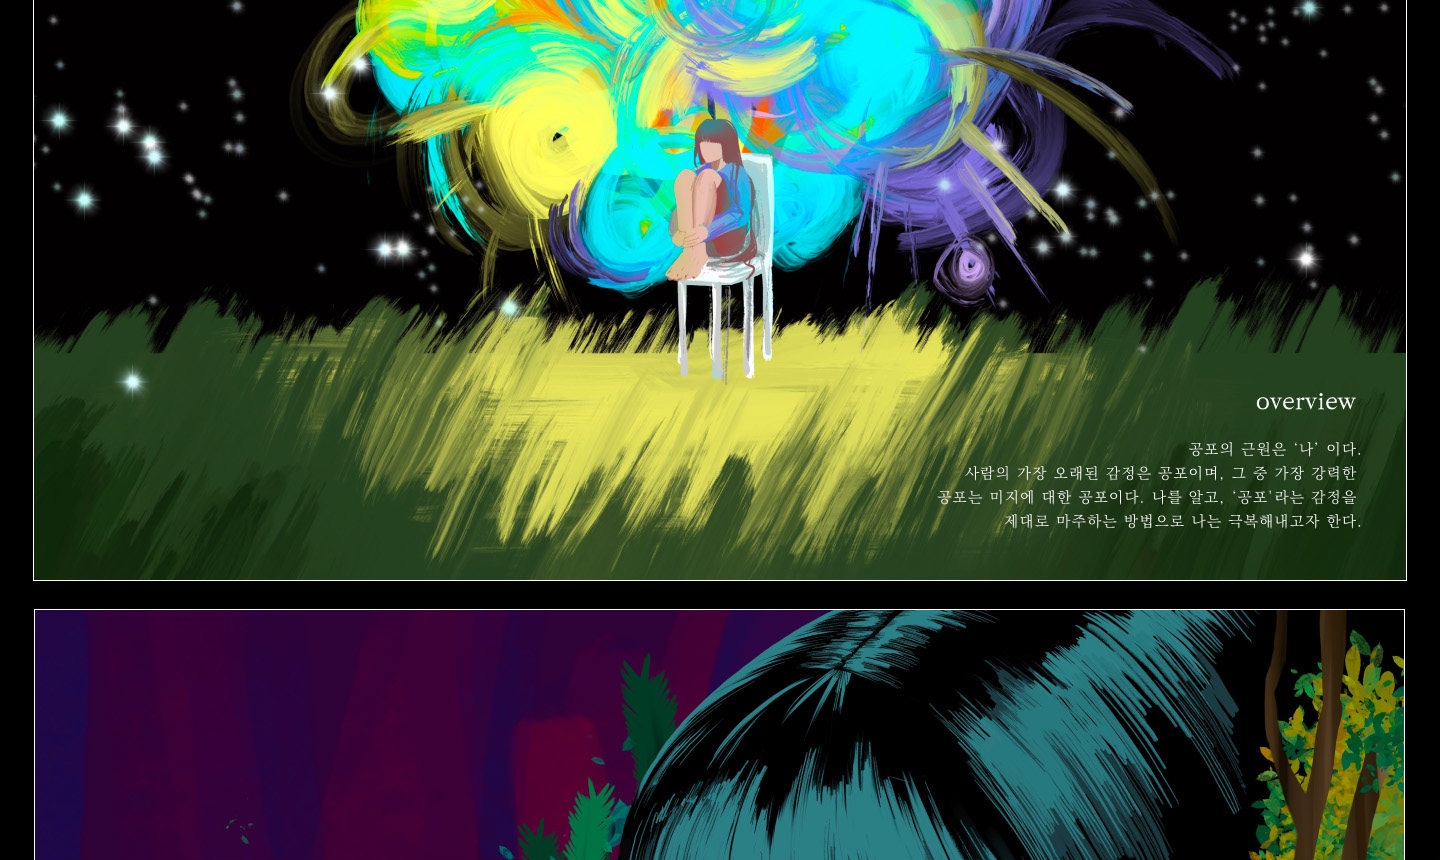 overview
공포의 근원은 ‘나’ 이다.
사람의 가장 오래된 감정은 공포이며, 그 중 가장 강력한
공포는 미지에 대한 공포이다. 나를 알고, ‘공포’라는 감정을
제대로 마주하는 방법으로 나는 극복해내고자 한다.